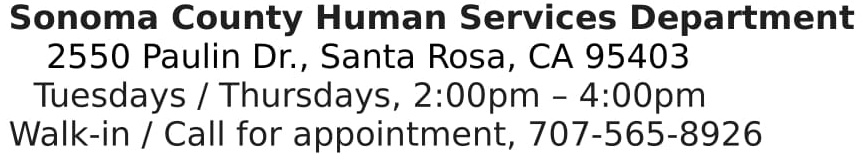 Sonoma County Human Services Department
2550 Paulin Dr., Santa Rosa, CA 95403
Tuesdays / Thursdays, 2:00pm – 4:00pm
Walk-in / Call for appointment, 707-565-8926